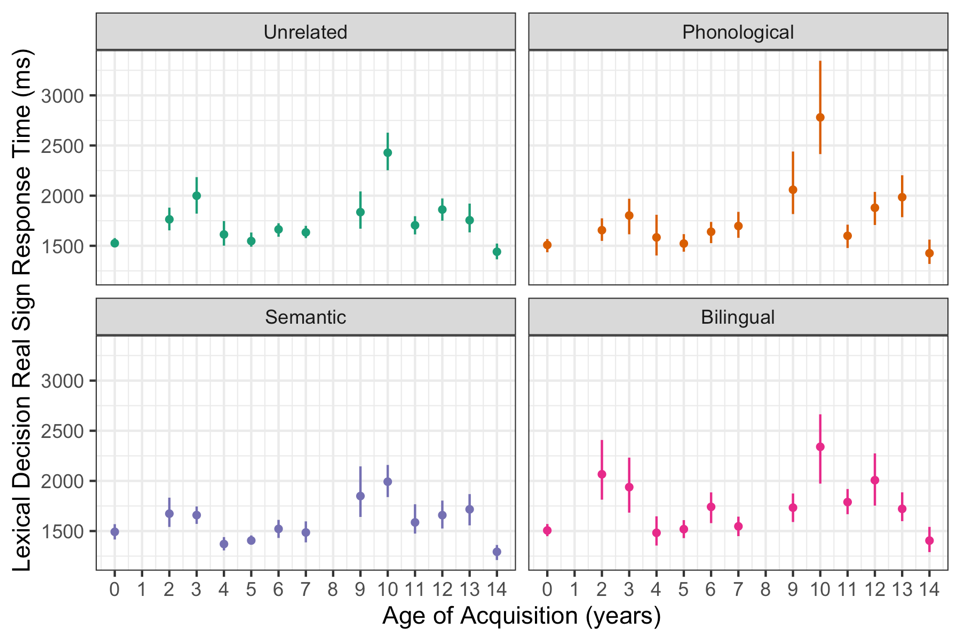 Lexical Decision Real Sign Response Time (ms)
Unrelated
Phonological
3000
2500
2000
1500
Semantic
Bilingual
3000
2500
2000
1500
0 1 2 3 4 5 6 7 8 9 10 11 12 13 14
0 1 2 3 4 5 6 7 8 9 10 11 12 13 14
Age of Acquisition (years)